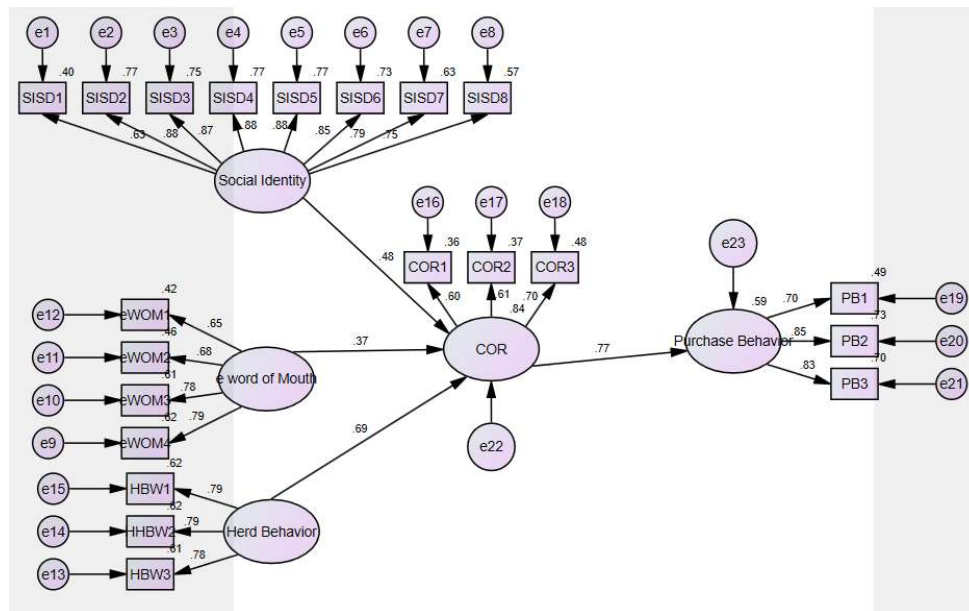 e1 e2 e3 e4 e5 e6 e7 e8
.40 .77 .75 .77 .77 .73 .63 .57
SISD1 SISD2 SISD3 SISD4 SISD5 SISD6 SISD7 SISD8
.63 .88 .87 .88 .88 .85 .79 .75
Social Identity
e16 e17 e18
.36 .37 .48
COR1 COR2 COR3
.60 .61 .70
.48
.84
COR
e22
e23
.59
Purchase Behavior
.77
.49
.70 PB1 e19
.73
.85 PB2 e20
.70
.83 PB3 e21
.42
e12 eWOM1 .65
.46
e11 eWOM2 .68
.61
e10 eWOM3 .78
.62
e9 eWOM4 .79
e word of Mouth
.37
.62
e15 HBW1 .79
.62
e14 IHBW2 .79
.61
e13 HBW3 .78
Herd Behavior
.69